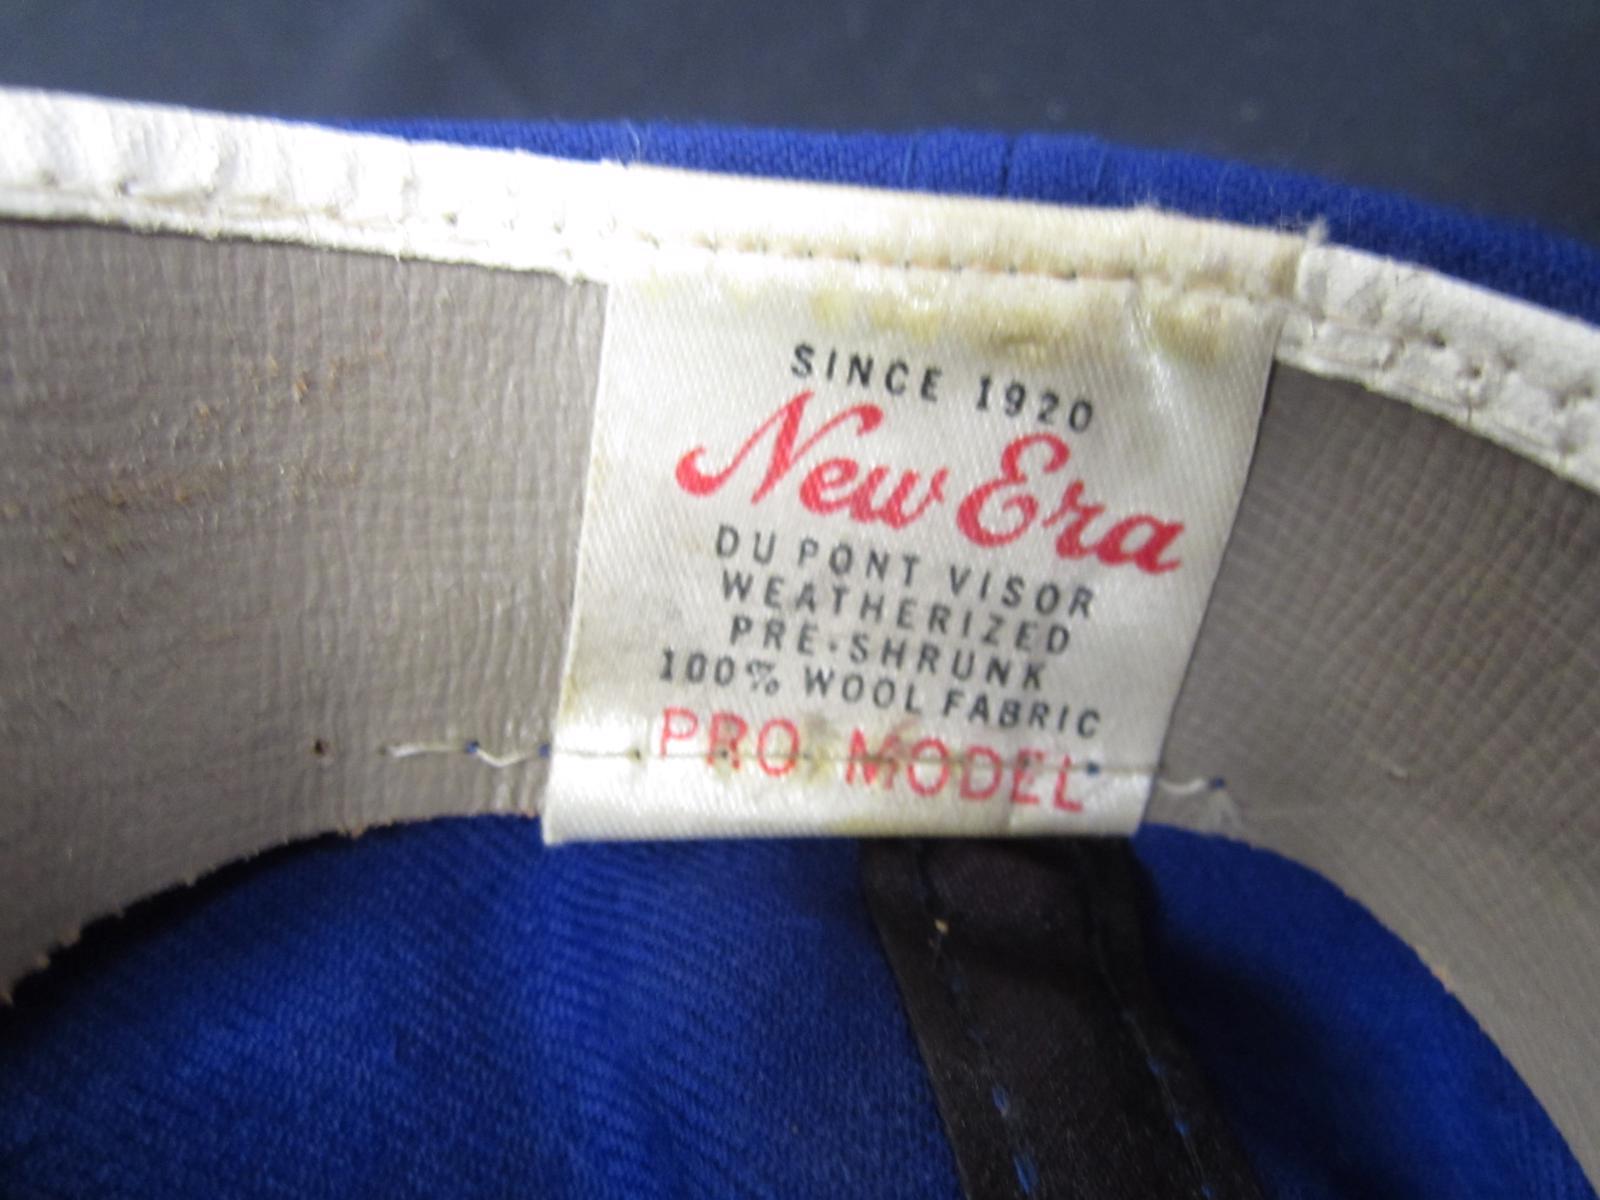 SINCE 1920
New Era
DU PONT VISOR
WEATHERIZED
PRE-SHRUNK
100% WOOL FABRIC
PRO MODEL